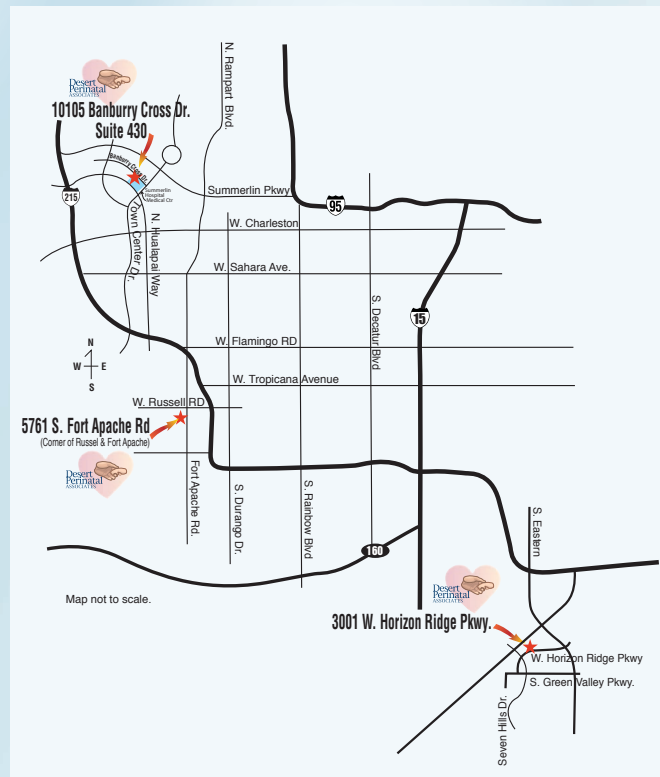 Desert
Perinatal
ASSOCIATES
10105 Banburry Cross Dr.
Suite 430
N. Rampart Blvd.
Banburry Cross Dr.
Summerlin
Hospital
Medical Ctr
215
Summerlin Pkwy
95
Town Center Dr.
N. Hualapai Way
W. Charleston
W. Sahara Ave.
S. Decatur Blvd
15
W. Flamingo RD
N
W E
S
W. Tropicana Avenue
W. Russell RD
5761 S. Fort Apache Rd
(Corner of Russel & Fort Apache)
Desert
Perinatal
ASSOCIATES
Fort Apache Rd.
S. Durango Dr.
S. Rainbow Blvd
S. Eastern
160
Map not to scale.
Desert
Perinatal
ASSOCIATES
3001 W. Horizon Ridge Pkwy.
W. Horizon Ridge Pkwy
S. Green Valley Pkwy.
Seven Hills Dr.